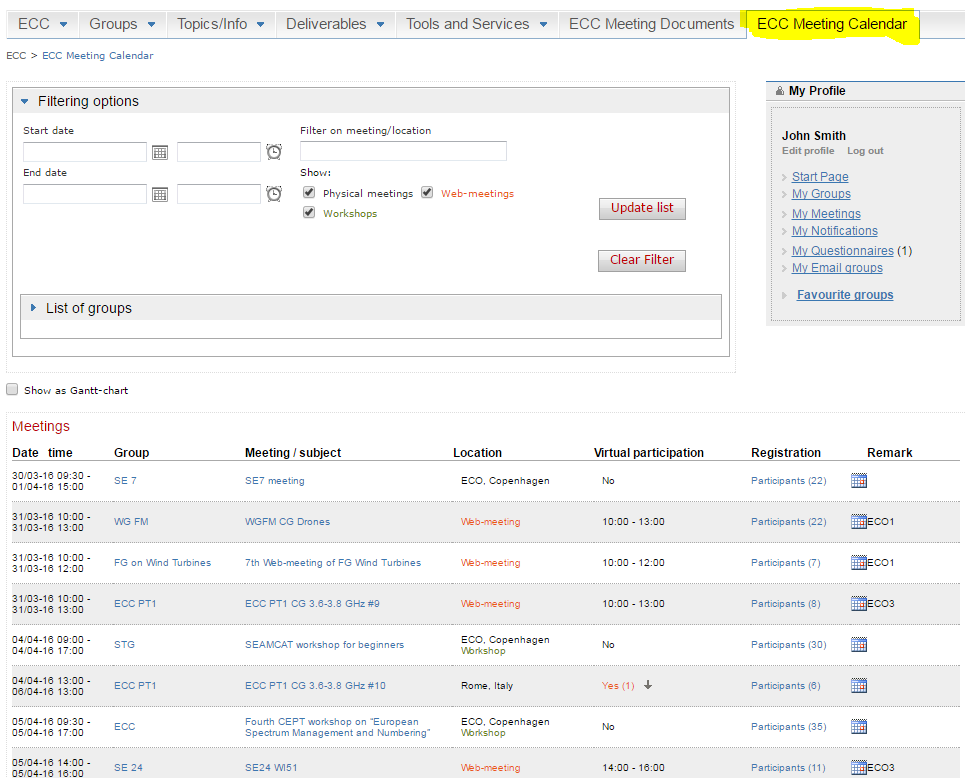 ECC Groups Topics/Info Deliverables Tools and Services ECC Meeting Documents ECC Meeting Calendar
ECC > ECC Meeting Calendar
Filtering options
Start date
Filter on meeting/location
End date
Show:
Physical meetings Web-meetings
Workshops
Update list
Clear Filter
List of groups
My Profile
John Smith
Edit profile Log out
Start Page
My Groups
My Meetings
My Notifications
My Questionnaires (1)
My Email groups
Favourite groups
Show as Gantt-chart
Meetings
Date time Group Meeting / subject Location Virtual participation Registration Remark
30/03-16 09:30 -
01/04-16 15:00
SE 7 SE7 meeting ECO, Copenhagen No Participants (22)
31/03-16 10:00 -
31/03-16 13:00
WG FM WGFM CG Drones Web-meeting 10:00 - 13:00 Participants (22) ECO1
31/03-16 10:00 -
31/03-16 12:00
FG on Wind Turbines 7th Web-meeting of FG Wind Turbines Web-meeting 10:00 - 12:00 Participants (7) ECO1
31/03-16 10:00 -
31/03-16 13:00
ECC PT1 ECC PT1 CG 3.6-3.8 GHz #9 Web-meeting 10:00 - 13:00 Participants (8) ECO3
04/04-16 09:00 -
04/04-16 17:00
STG SEAMCAT workshop for beginners ECO, Copenhagen
Workshop
No Participants (30)
04/04-16 13:00 -
06/04-16 13:00
ECC PT1 ECC PT1 CG 3.6-3.8 GHz #10 Rome, Italy Yes (1) Participants (6)
05/04-16 09:30 -
05/04-16 17:00
ECC Fourth CEPT workshop on "European
Spectrum Management and Numbering"
ECO, Copenhagen
Workshop
No Participants (35)
05/04-16 14:00 -
05/04-16 16:00
SE 24 SE24 WI51 Web-meeting 14:00 - 16:00 Participants (11) ECO3